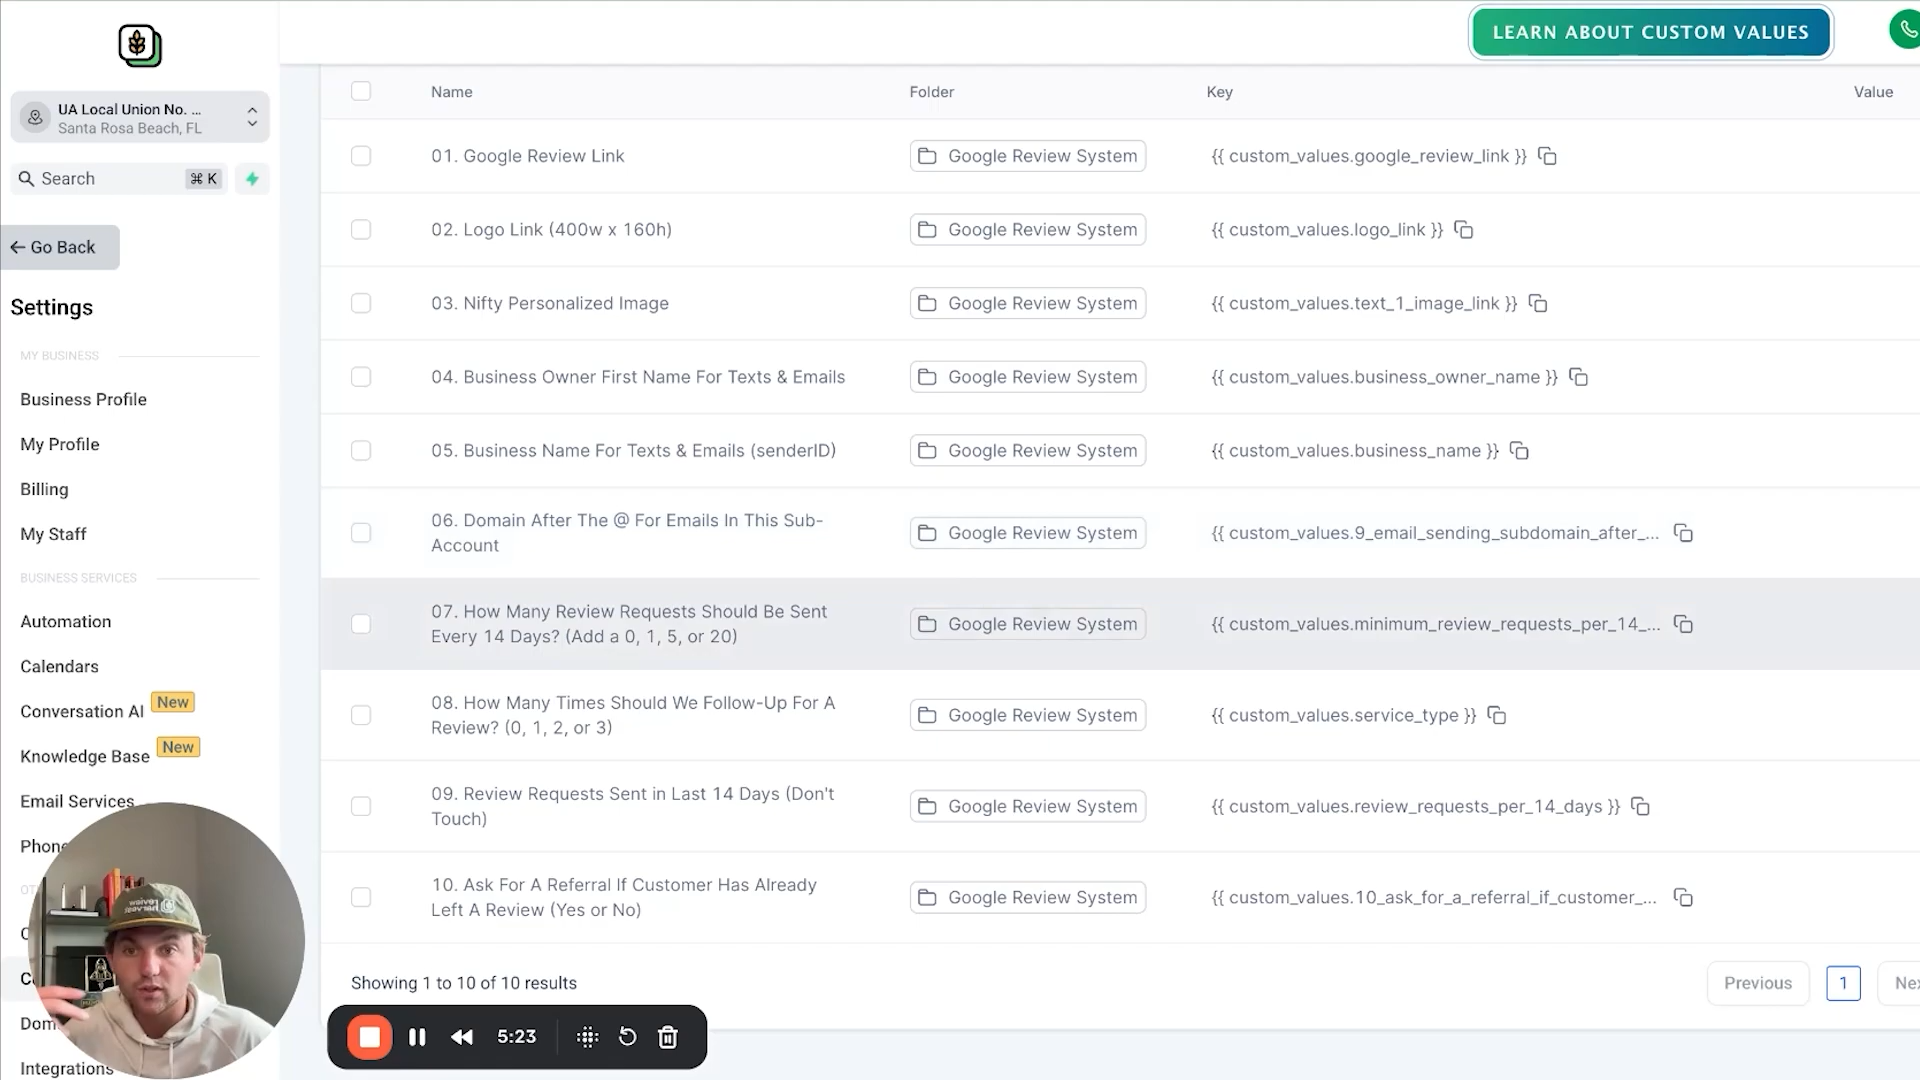 LEARN ABOUT CUSTOM VALUES
UA Local Union No. ...
Santa Rosa Beach, FL
Search
⌘ K
Go Back
Settings
MY BUSINESS
Business Profile
My Profile
Billing
My Staff
BUSINESS SERVICES
Automation
Calendars
Conversation AI New
Knowledge Base New
Email Services
Phone
Dom
Integrations
Name Folder Key Value
01. Google Review Link Google Review System {{ custom_values.google_review_link }}
02. Logo Link (400w x 160h) Google Review System {{ custom_values.logo_link }}
03. Nifty Personalized Image Google Review System {{ custom_values.text_1_image_link }}
04. Business Owner First Name For Texts & Emails Google Review System {{ custom_values.business_owner_name }}
05. Business Name For Texts & Emails (senderID) Google Review System {{ custom_values.business_name }}
06. Domain After The @ For Emails In This Sub-
Account
Google Review System {{ custom_values.9_email_sending_subdomain_after_...
07. How Many Review Requests Should Be Sent
Every 14 Days? (Add a 0, 1, 5, or 20)
Google Review System {{ custom_values.minimum_review_requests_per_14_...
08. How Many Times Should We Follow-Up For A
Review? (0, 1, 2, or 3)
Google Review System {{ custom_values.service_type }}
09. Review Requests Sent in Last 14 Days (Don't
Touch)
Google Review System {{ custom_values.review_requests_per_14_days }}
10. Ask For A Referral If Customer Has Already
Left A Review (Yes or No)
Google Review System {{ custom_values.10_ask_for_a_referral_if_customer_...
Showing 1 to 10 of 10 results
Previous 1 Nex
5:23